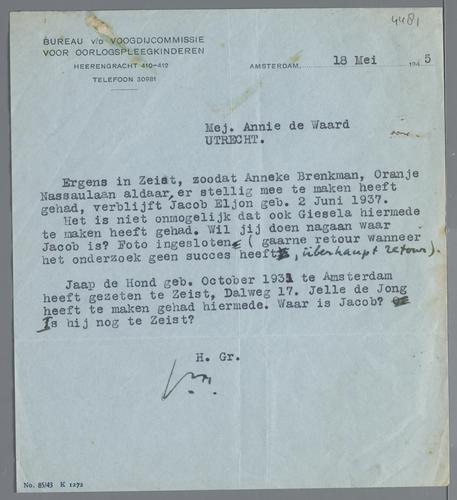 4481
BUREAU v/d VOOGDIJCOMMISSIE
VOOR OORLOGSPLEEGKINDEREN
HEERENGRACHT 410-412
TELEFOON 30981
AMSTERDAM, 18 Mei 1945
Mej. Annie de Waard
UTRECHT.
Ergens in Zeist, zoodat Anneke Brenkman, Oranje
Nassaulaan aldaar, er stellig mee te maken heeft
gehad, verblijft Jacob Eljon geb. 2 Juni 1937.
Het is niet onmogelijk dat ook Giesela hiermede
te maken heeft gehad. Wil jij doen nagaan waar
Jacob is? Foto ingesloten (gaarne retour wanneer
het onderzoek geen succes heeft, überhaupt retour).
Jaap de Hond geb. October 1931 te Amsterdam
heeft gezeten te Zeist, Dalweg 17. Jelle de Jong
heeft te maken gehad hiermede. Waar is Jacob?
Is hij nog te Zeist?
H. Gr.
No. 85/43 K 1272